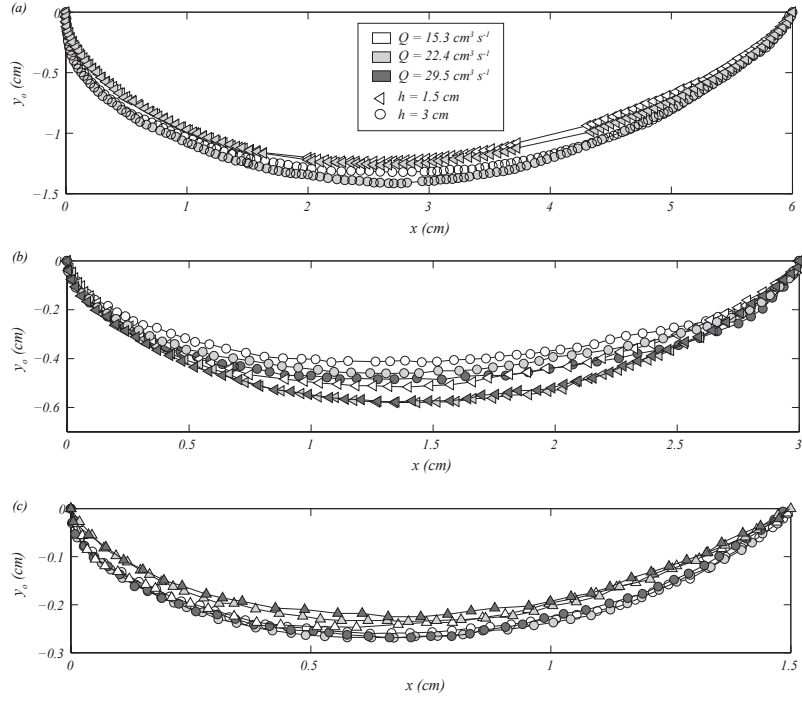 (a)
0
−0.5
−1
−1.5
y_o (cm)
Q = 15.3 cm³ s⁻¹
Q = 22.4 cm³ s⁻¹
Q = 29.5 cm³ s⁻¹
h = 1.5 cm
h = 3 cm
0 1 2 3 4 5 6
x (cm)
(b)
0
−0.2
−0.4
−0.6
y_o (cm)
0 0.5 1 1.5 2 2.5 3
x (cm)
(c)
0
−0.1
−0.2
−0.3
y_o (cm)
0 0.5 1 1.5
x (cm)